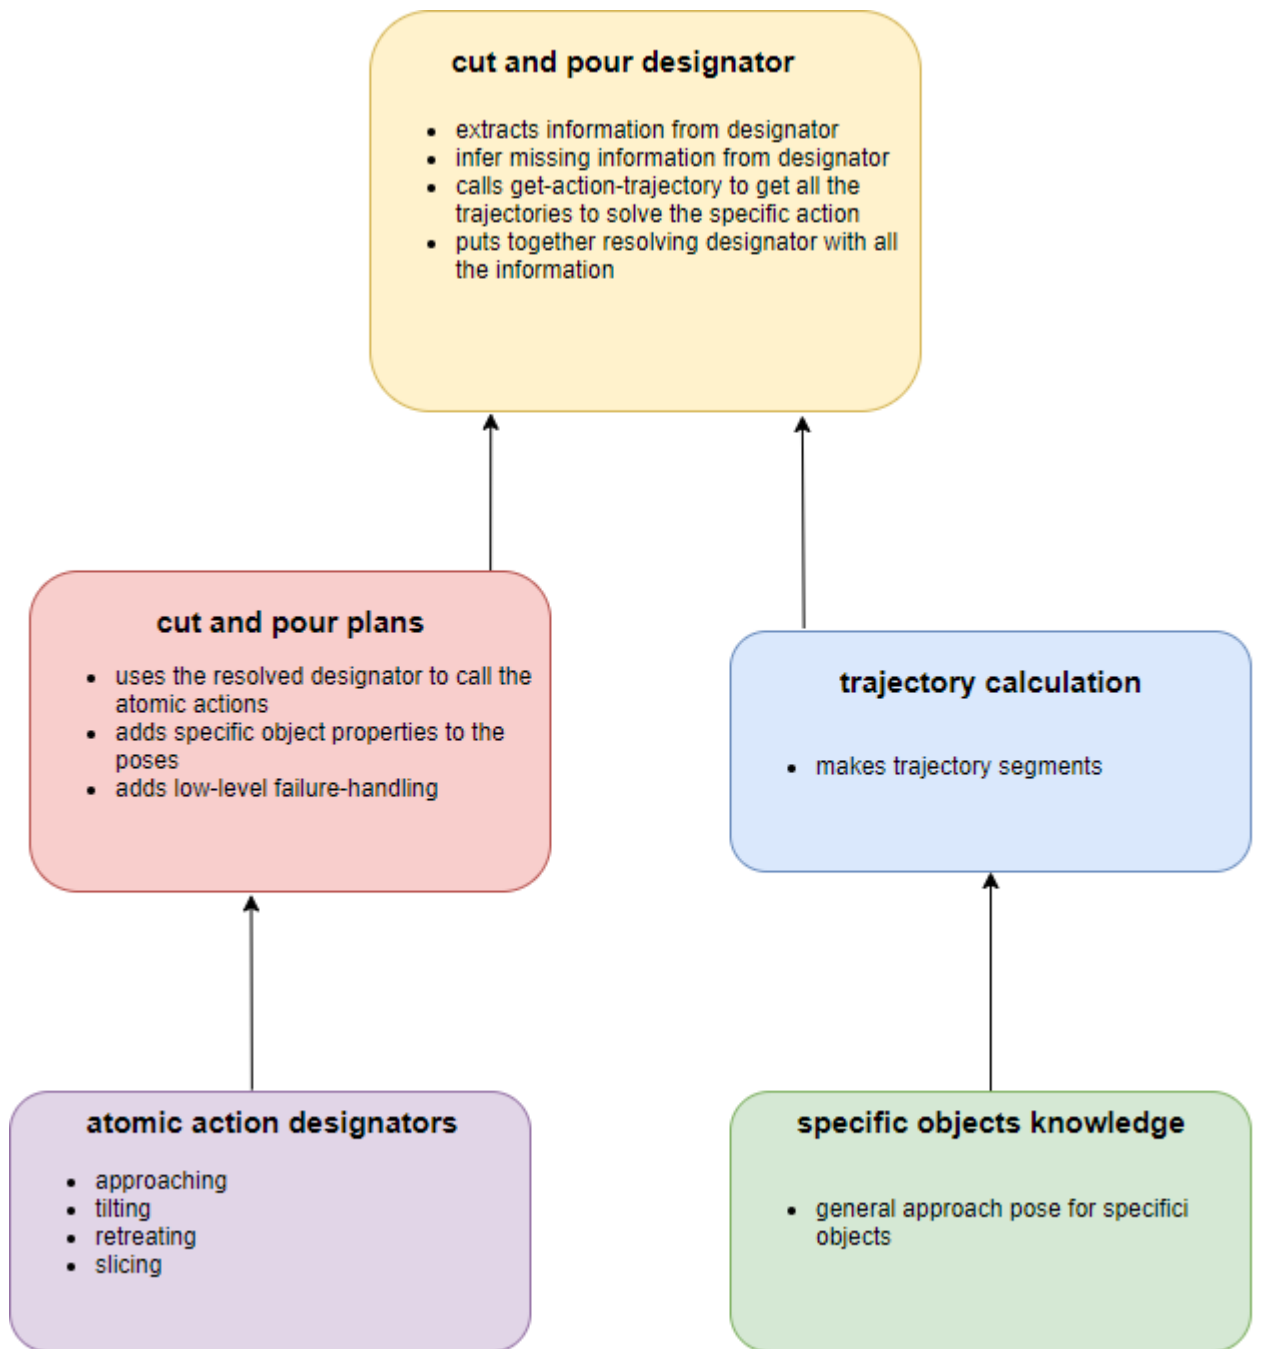 cut and pour designator
• extracts information from designator
• infer missing information from designator
• calls get-action-trajectory to get all the
trajectories to solve the specific action
• puts together resolving designator with all
the information
cut and pour plans
• uses the resolved designator to call the
atomic actions
• adds specific object properties to the
poses
• adds low-level failure-handling
trajectory calculation
• makes trajectory segments
atomic action designators
• approaching
• tilting
• retreating
• slicing
specific objects knowledge
• general approach pose for specifici
objects